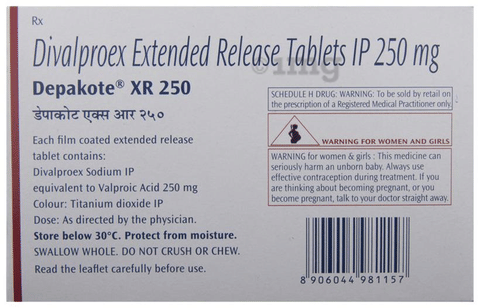 Rx
Divalproex Extended Release Tablets IP 250 mg
1mg
Depakote® XR 250
डेपाकोट एक्स आर २५०
Each film coated extended release
tablet contains:
Divalproex Sodium IP
equivalent to Valproic Acid 250 mg
Colour: Titanium dioxide IP
Dose: As directed by the physician.
Store below 30°C. Protect from moisture.
SWALLOW WHOLE. DO NOT CRUSH OR CHEW.
Read the leaflet carefully before use.
SCHEDULE H DRUG: WARNING: To be sold by retail on
the prescription of a Registered Medical Practitioner only.
WARNING FOR WOMEN AND GIRLS
WARNING for women & girls : This medicine can
seriously harm an unborn baby. Always use
effective contraception during treatment. If you
are thinking about becoming pregnant, or you
become pregnant, talk to your doctor straight away.
8 906044 981157